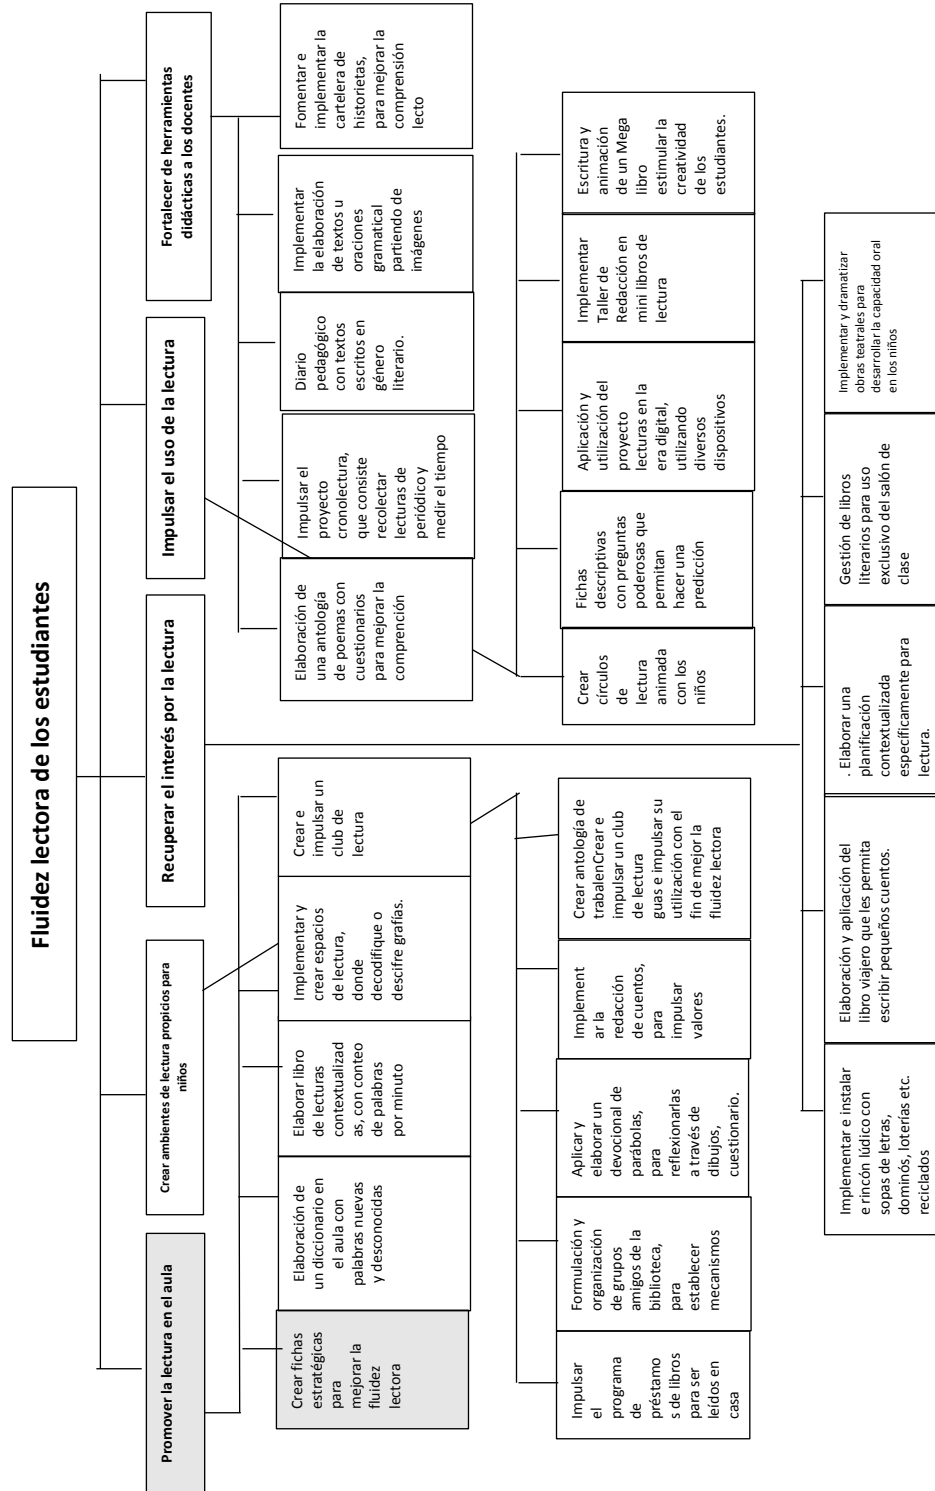 Fluidez lectora de los estudiantes
Promover la lectura en el aula
Crear ambientes de lectura propicios para
niños
Recuperar el interés por la lectura
Impulsar el uso de la lectura
Fortalecer de herramientas
didácticas a los docentes
Crear fichas
estratégicas
para
mejorar la
fluidez
lectora
Elaboración de
un diccionario en
el aula con
palabras nuevas
y desconocidas
Elaborar libro
de lecturas
contextualizad
as, con conteo
de palabras
por minuto
Implementar y
crear espacios
de lectura,
donde
decodifique o
descifre grafías.
Crear e
impulsar un
club de
lectura
Elaboración de
una antología
de poemas con
cuestionarios
para mejorar la
comprención
Impulsar el
proyecto
cronolectura,
que consiste
recolectar
lecturas de
periódico y
medir el tiempo
Diario
pedagógico
con textos
escritos en
género
literario.
Implementar
la elaboración
de textos u
oraciones
gramatical
partiendo de
imágenes
Fomentar e
implementar la
cartelera de
historietas,
para mejorar la
comprensión
lecto
Impulsar
el
programa
de
préstamo
s de libros
para ser
leídos en
casa
Formulación y
organización
de grupos
amigos de la
biblioteca,
para
establecer
mecanismos
Aplicar y
elaborar un
devocional de
parábolas,
para
reflexionarlas
a través de
dibujos,
cuestionario.
Implement
ar la
redacción
de cuentos,
para
impulsar
valores
Crear antología de
trabalenCrear e
impulsar un club
de lectura
guas e impulsar su
utilización con el
fin de mejor la
fluidez lectora
Crear
círculos
de
lectura
animada
con los
niños
Fichas
descriptivas
con preguntas
poderosas que
permitan
hacer una
predicción
Aplicación y
utilización del
proyecto
lecturas en la
era digital,
utilizando
diversos
dispositivos
Implementar
Taller de
Redacción en
mini libros de
lectura
Escritura y
animación
de un Mega
libro
estimular la
creatividad
de los
estudiantes.
Implementar e instalar
e rincón lúdico con
sopas de letras,
dominós, loterías etc.
reciclados
Elaboración y aplicación del
libro viajero que les permita
escribir pequeños cuentos.
. Elaborar una
planificación
contextualizada
específicamente para
lectura.
Gestión de libros
literarios para uso
exclusivo del salón de
clase
Implementar y dramatizar
obras teatrales para
desarrollar la capacidad oral
en los niños